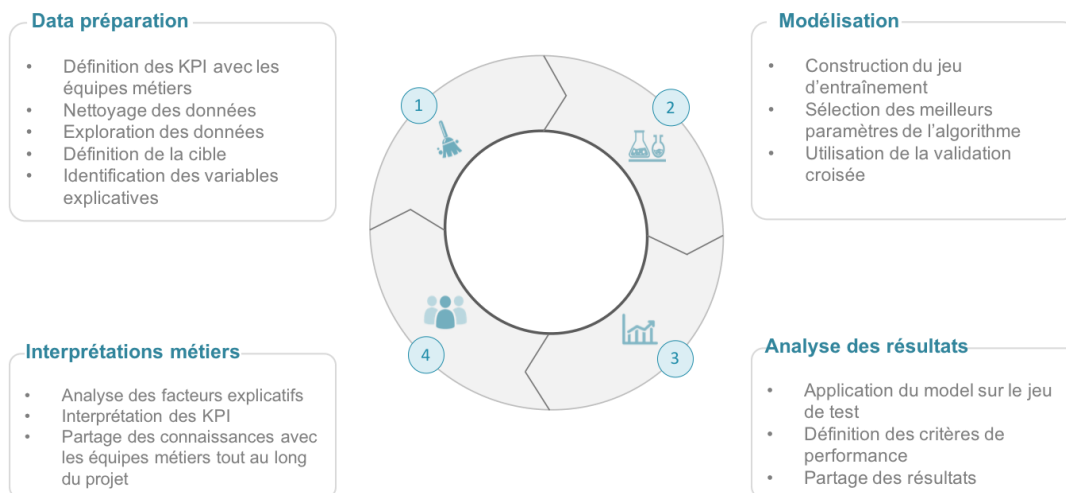 Data préparation
• Définition des KPI avec les
équipes métiers
• Nettoyage des données
• Exploration des données
• Définition de la cible
• Identification des variables
explicatives
1
2
Modélisation
• Construction du jeu
d'entraînement
• Sélection des meilleurs
paramètres de l'algorithme
• Utilisation de la validation
croisée
Interprétations métiers
• Analyse des facteurs explicatifs
• Interprétation des KPI
• Partage des connaissances avec
les équipes métiers tout au long
du projet
4
3
Analyse des résultats
• Application du model sur le jeu
de test
• Définition des critères de
performance
• Partage des résultats